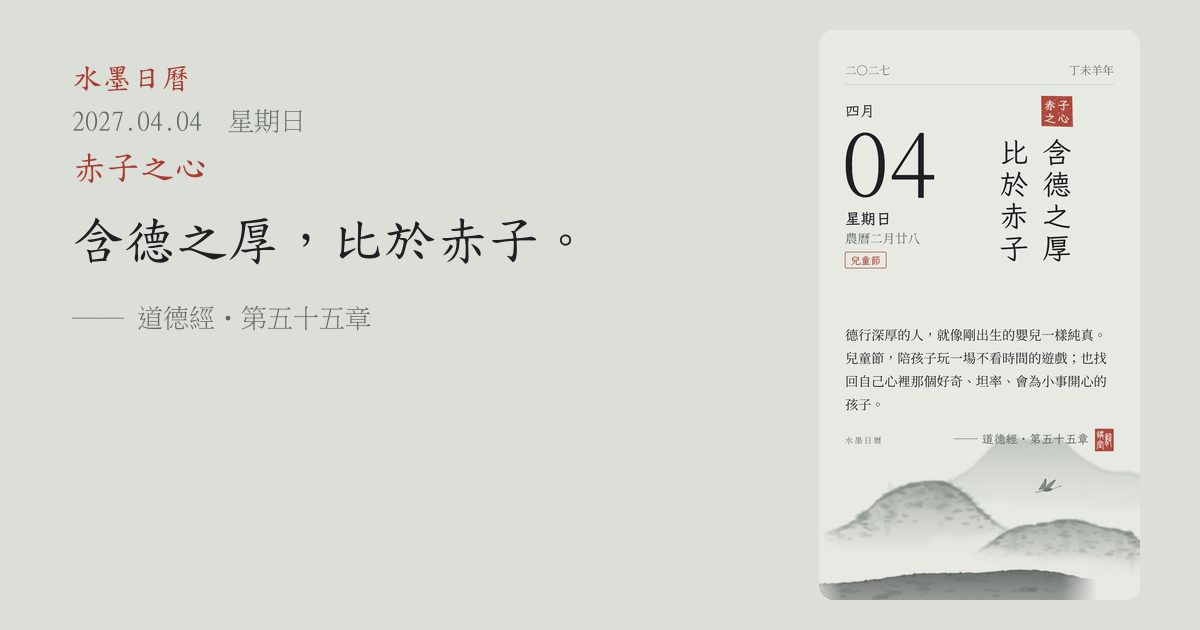 水墨日曆
2027.04.04 星期日
赤子之心
含德之厚，比於赤子。
—— 道德經・第五十五章
二〇二七
丁未羊年
四月
04
星期日
農曆二月廿八
兒童節
赤子之心
含德之厚
比於赤子
德行深厚的人，就像剛出生的嬰兒一樣純真。
兒童節，陪孩子玩一場不看時間的遊戲；也找
回自己心裡那個好奇、坦率、會為小事開心的
孩子。
水墨日曆
—— 道德經・第五十五章